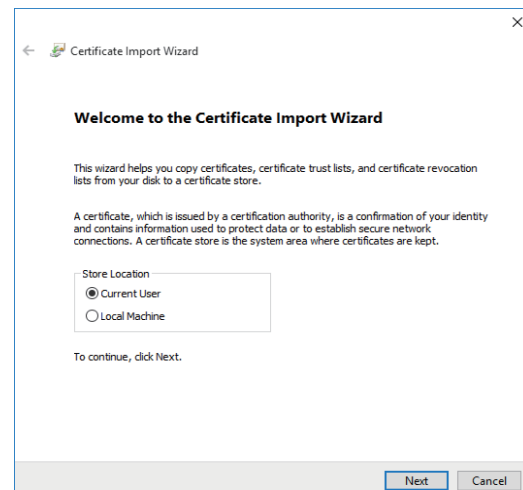 Certificate Import Wizard
Welcome to the Certificate Import Wizard
This wizard helps you copy certificates, certificate trust lists, and certificate revocation
lists from your disk to a certificate store.
A certificate, which is issued by a certification authority, is a confirmation of your identity
and contains information used to protect data or to establish secure network
connections. A certificate store is the system area where certificates are kept.
Store Location
Current User
Local Machine
To continue, click Next.
Next Cancel